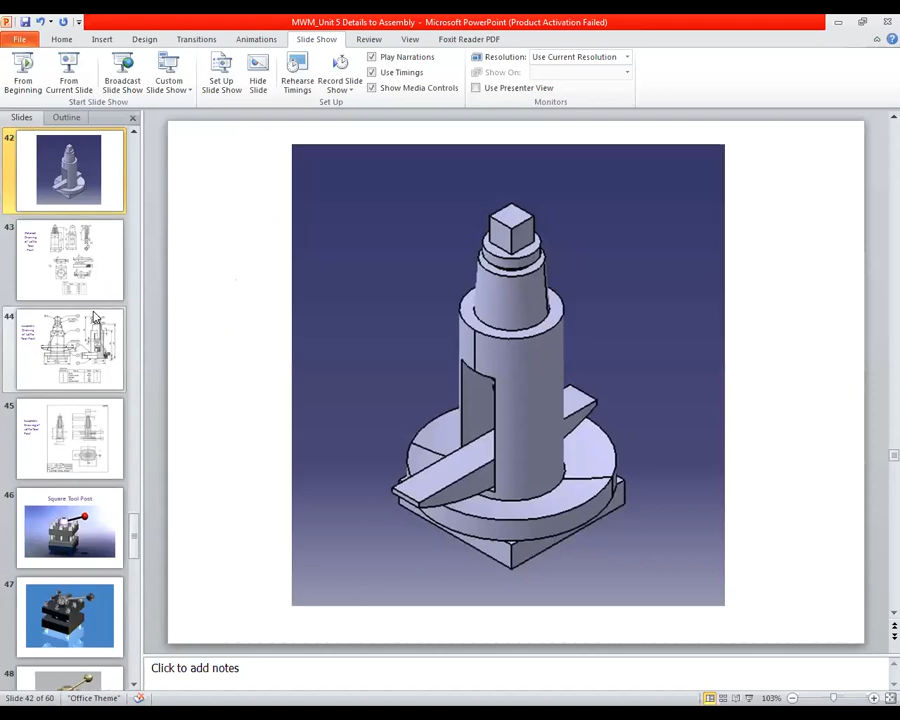 MWM_Unit 5 Details to Assembly - Microsoft PowerPoint (Product Activation Failed)
File Home Insert Design Transitions Animations Slide Show Review View Foxit Reader PDF
From Beginning
From Current Slide
Broadcast Slide Show
Custom Slide Show
Start Slide Show
Set Up Slide Show
Hide Slide
Rehearse Timings
Record Slide Show
Play Narrations
Use Timings
Show Media Controls
Set Up
Resolution: Use Current Resolution
Show On:
Use Presenter View
Monitors
Slides Outline
42
43
44
45
46
Square Tool Post
47
48
Click to add notes
Slide 42 of 60 "Office Theme" 103%